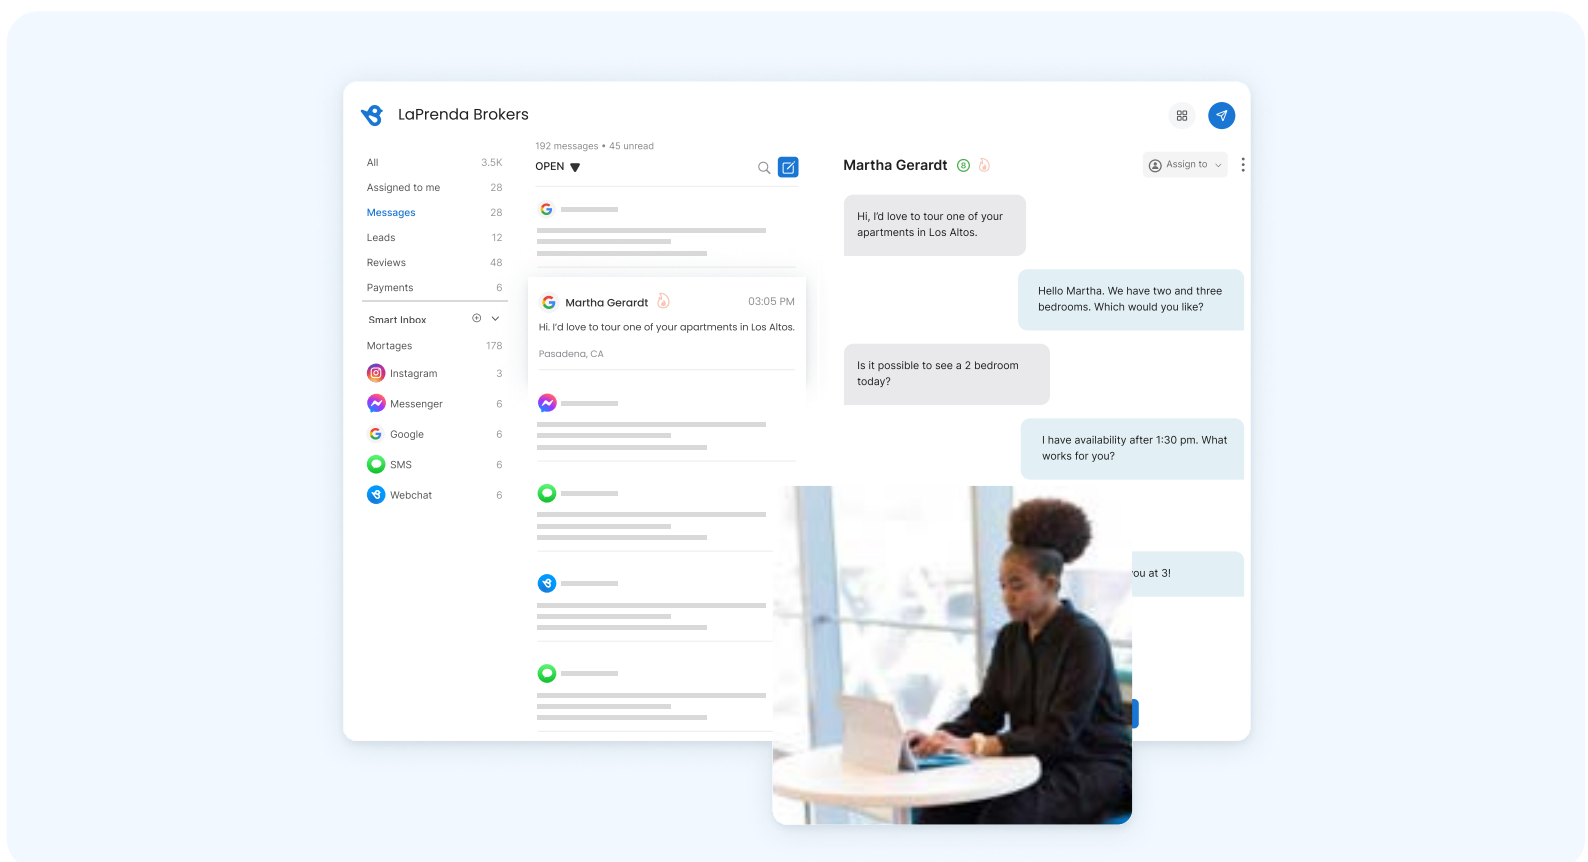 LaPrenda Brokers
All 3.5K
Assigned to me 28
Messages 28
Leads 12
Reviews 48
Payments 6
Smart Inbox
Mortages 178
Instagram 3
Messenger 6
Google 6
SMS 6
Webchat 6
192 messages • 45 unread
OPEN
Martha Gerardt 03:05 PM
Hi. I'd love to tour one of your apartments in Los Altos.
Pasadena, CA
Martha Gerardt 8
Assign to
Hi, I'd love to tour one of your
apartments in Los Altos.
Hello Martha. We have two and three
bedrooms. Which would you like?
Is it possible to see a 2 bedroom
today?
I have availability after 1:30 pm. What
works for you?
you at 3!